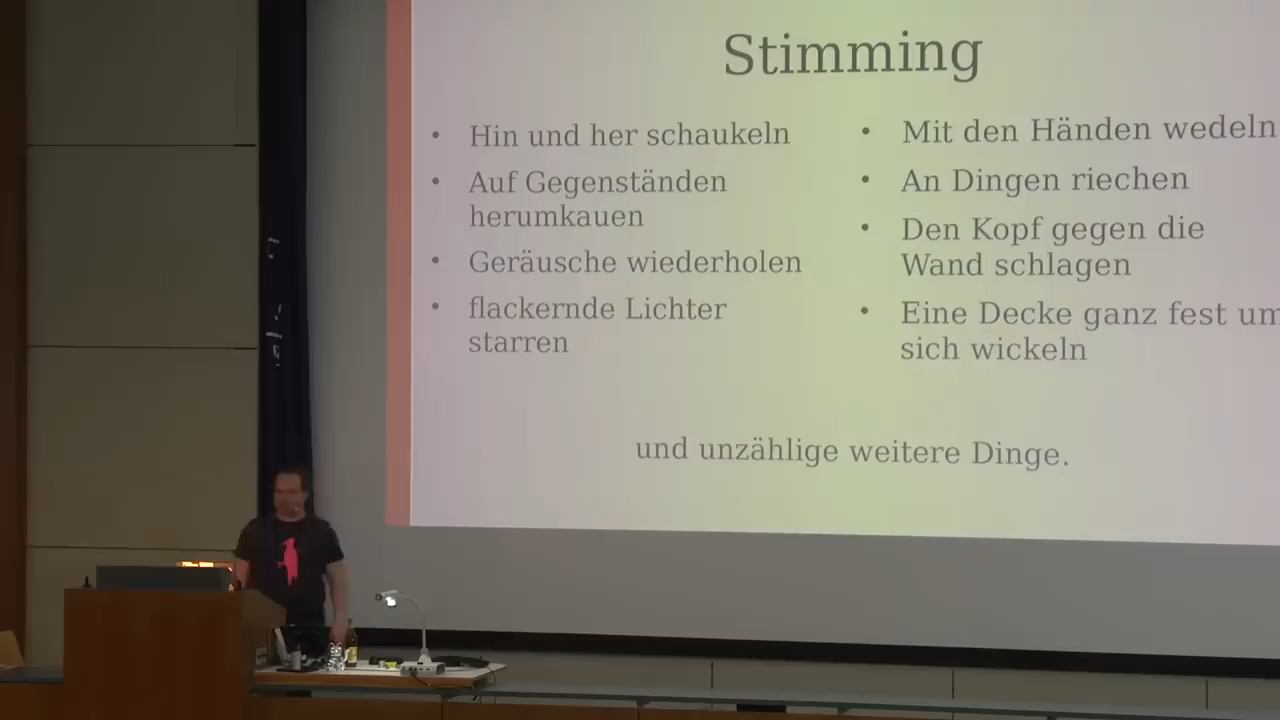 Stimming
• Hin und her schaukeln
• Auf Gegenständen
herumkauen
• Geräusche wiederholen
• flackernde Lichter
starren
• Mit den Händen wedeln
• An Dingen riechen
• Den Kopf gegen die
Wand schlagen
• Eine Decke ganz fest um
sich wickeln
und unzählige weitere Dinge.